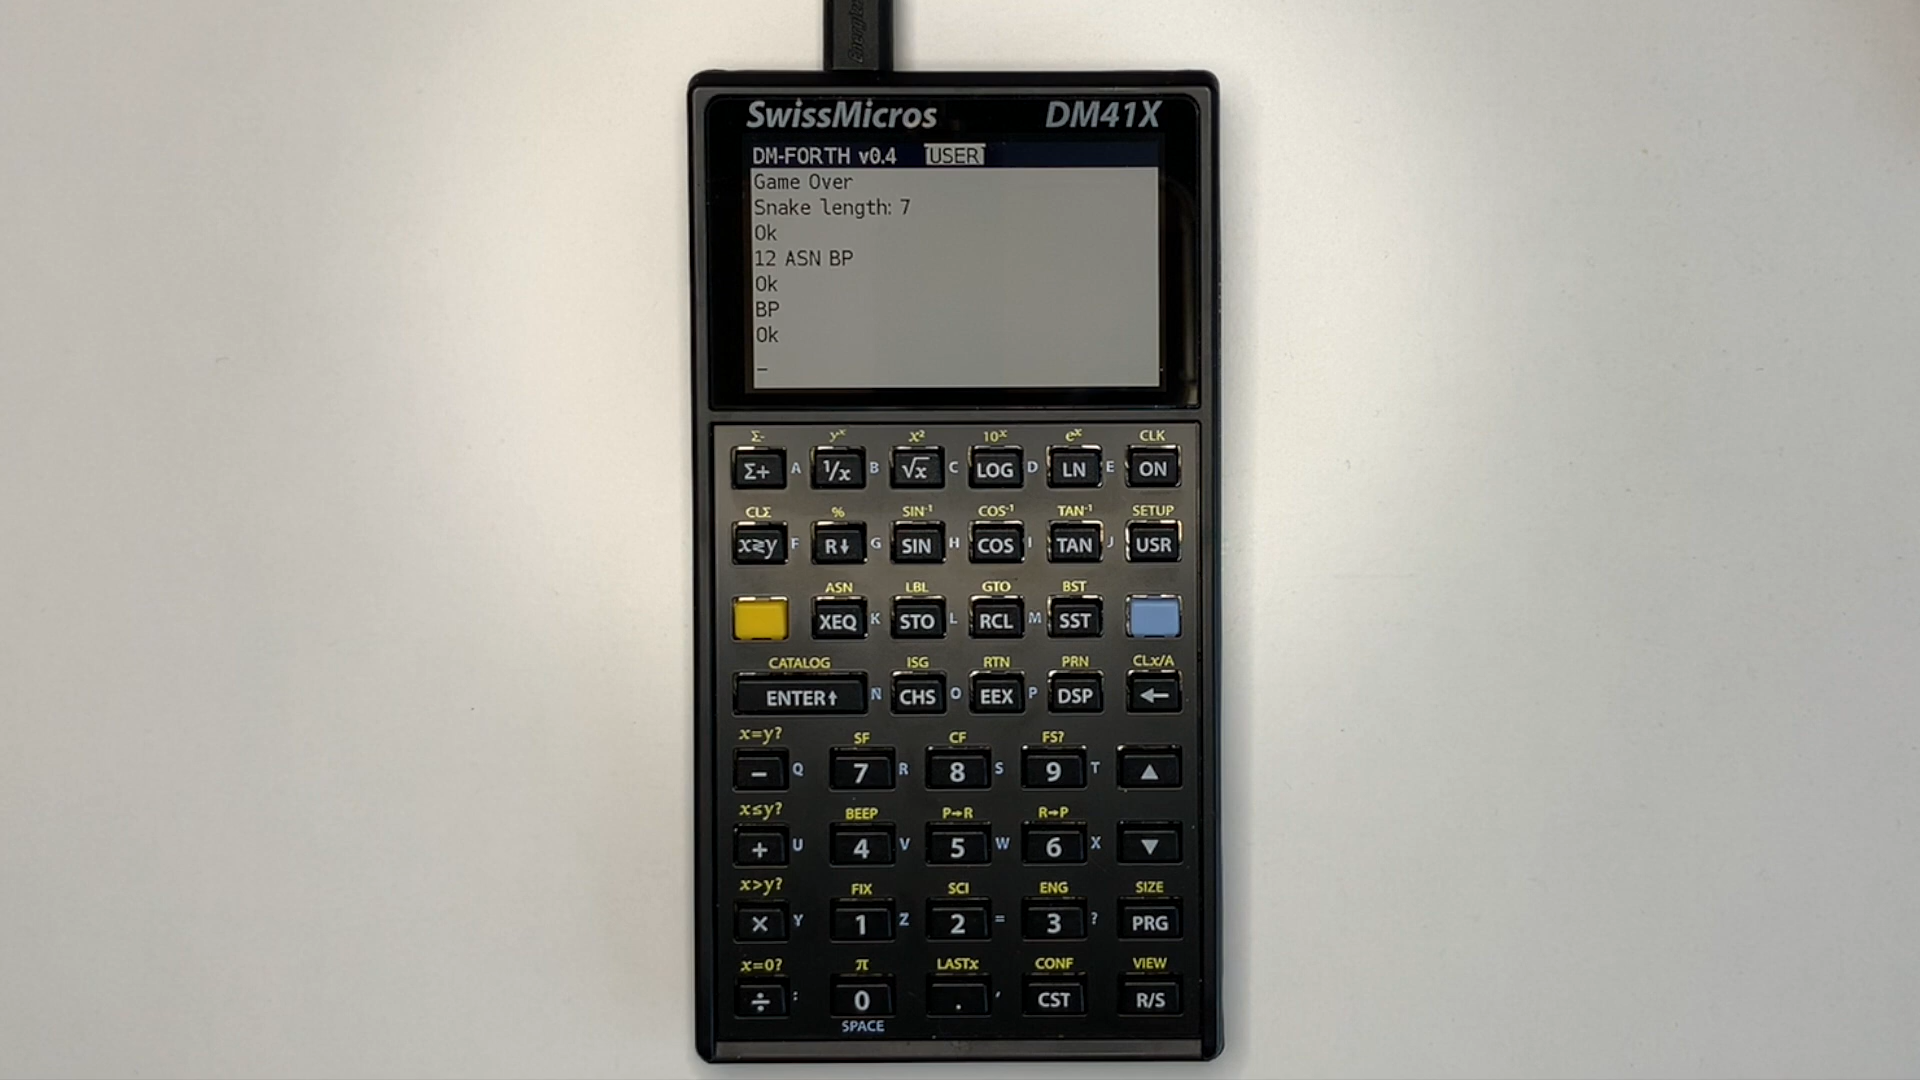 Energizer
SwissMicros DM41X
DM-FORTH v0.4 USER
Game Over
Snake length: 7
Ok
12 ASN BP
Ok
BP
Ok
_
Σ- yˣ x² 10ˣ eˣ CLK
Σ+ A 1/x B √x C LOG D LN E ON
CLΣ % SIN⁻¹ COS⁻¹ TAN⁻¹ SETUP
x≷y F R↓ G SIN H COS I TAN J USR
ASN LBL GTO BST
XEQ K STO L RCL M SST
CATALOG ISG RTN PRN CLx/A
ENTER↑ N CHS O EEX P DSP ←
x=y? SF CF FS?
− Q 7 R 8 S 9 T ▲
x≤y? BEEP P→R R→P
+ U 4 V 5 W 6 X ▼
x>y? FIX SCI ENG SIZE
× Y 1 Z 2 = 3 ? PRG
x=0? π LASTx CONF VIEW
÷ : 0 . , CST R/S
SPACE